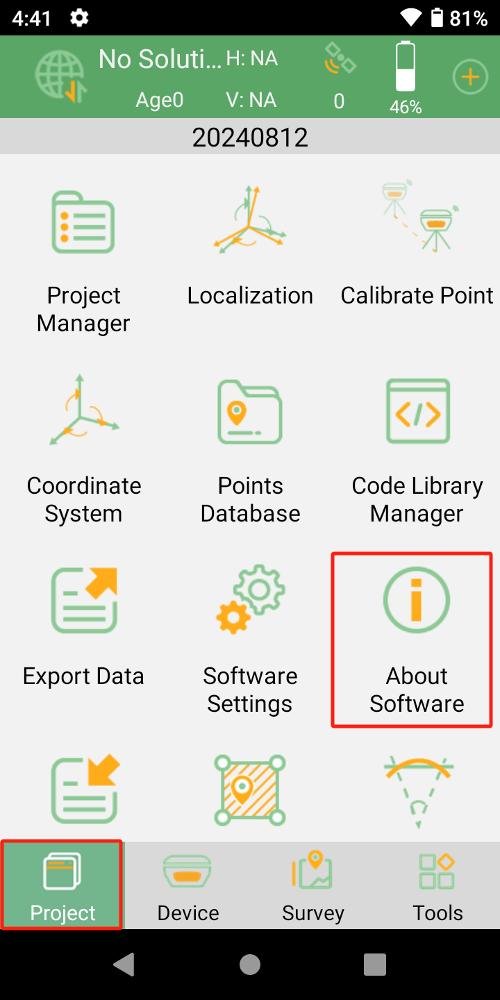 4:41 81%
No Soluti... H: NA
Age0 V: NA 0 46%
20240812
Project
Manager
Localization
Calibrate Point
Coordinate
System
Points
Database
Code Library
Manager
Export Data
Software
Settings
About
Software
Project
Device
Survey
Tools